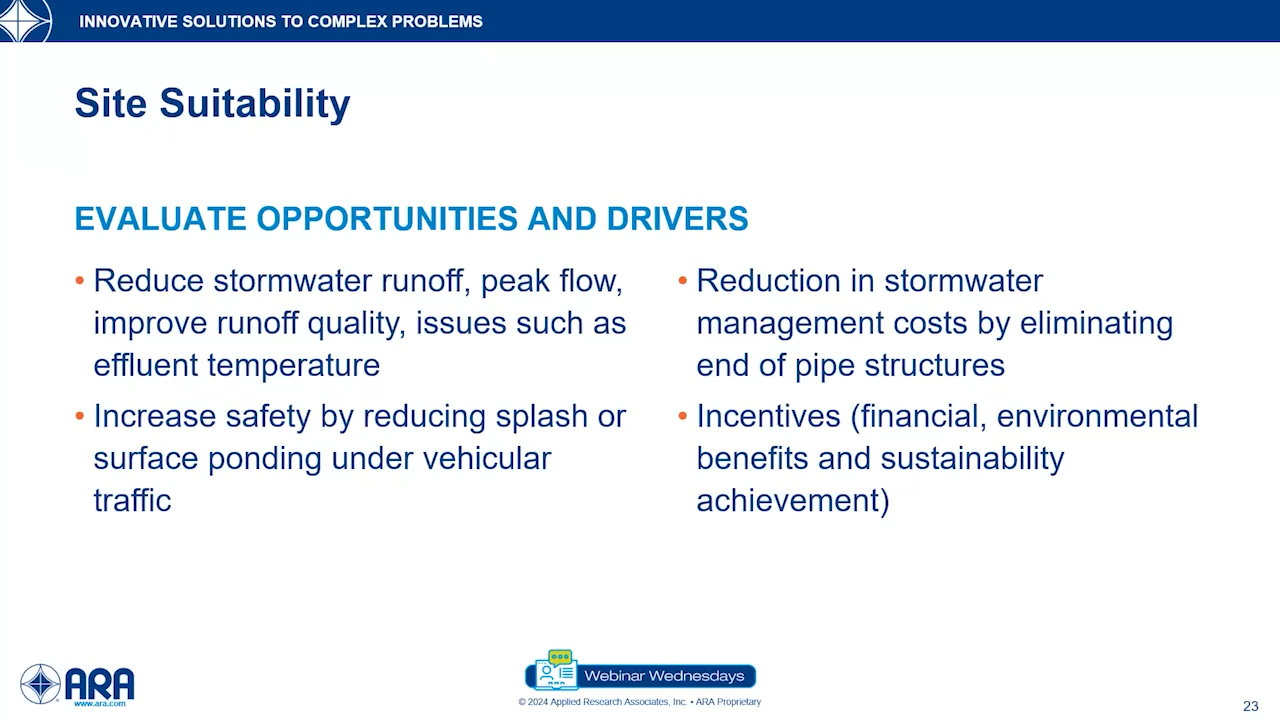 INNOVATIVE SOLUTIONS TO COMPLEX PROBLEMS
Site Suitability
EVALUATE OPPORTUNITIES AND DRIVERS
• Reduce stormwater runoff, peak flow,
improve runoff quality, issues such as
effluent temperature
• Increase safety by reducing splash or
surface ponding under vehicular
traffic
• Reduction in stormwater
management costs by eliminating
end of pipe structures
• Incentives (financial, environmental
benefits and sustainability
achievement)
ARA
www.ara.com
Webinar Wednesdays
© 2024 Applied Research Associates, Inc. • ARA Proprietary
23